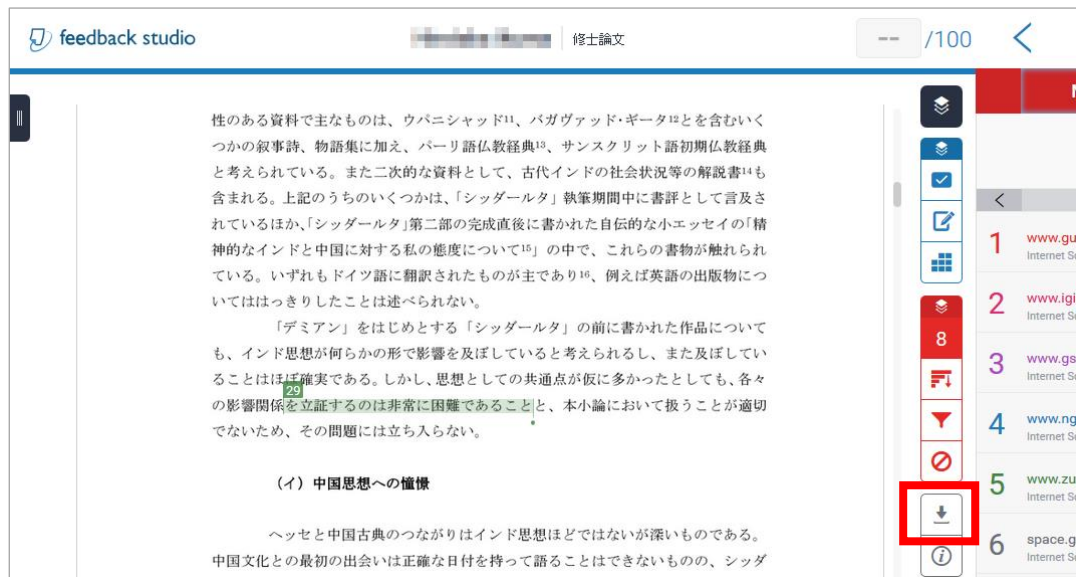 feedback studio
修士論文
-- /100
性のある資料で主なものは、ウパニシャッド11、バガヴァッド・ギータ12とを含むいく
つかの叙事詩、物語集に加え、パーリ語仏教経典13、サンスクリット語初期仏教経典
と考えられている。また二次的な資料として、古代インドの社会状況等の解説書14も
含まれる。上記のうちのいくつかは、「シッダールタ」執筆期間中に書評として言及さ
れているほか、「シッダールタ」第二部の完成直後に書かれた自伝的な小エッセイの「精
神的なインドと中国に対する私の態度について15」の中で、これらの書物が触れられ
ている。いずれもドイツ語に翻訳されたものが主であり16、例えば英語の出版物につ
いてははっきりしたことは述べられない。
「デミアン」をはじめとする「シッダールタ」の前に書かれた作品について
も、インド思想が何らかの形で影響を及ぼしていると考えられるし、また及ぼしてい
ることはほぼ確実である。しかし、思想としての共通点が仮に多かったとしても、各々
29
の影響関係を立証するのは非常に困難であることと、本小論において扱うことが適切
でないため、その問題には立ち入らない。
（イ）中国思想への憧憬
ヘッセと中国古典のつながりはインド思想ほどではないが深いものである。
中国文化との最初の出会いは正確な日付を持って語ることはできないものの、シッダ
8
1 www.gu
Internet S
2 www.igi
Internet S
3 www.gs
Internet S
4 www.ng
Internet S
5 www.zu
Internet S
6 space.g
Internet S